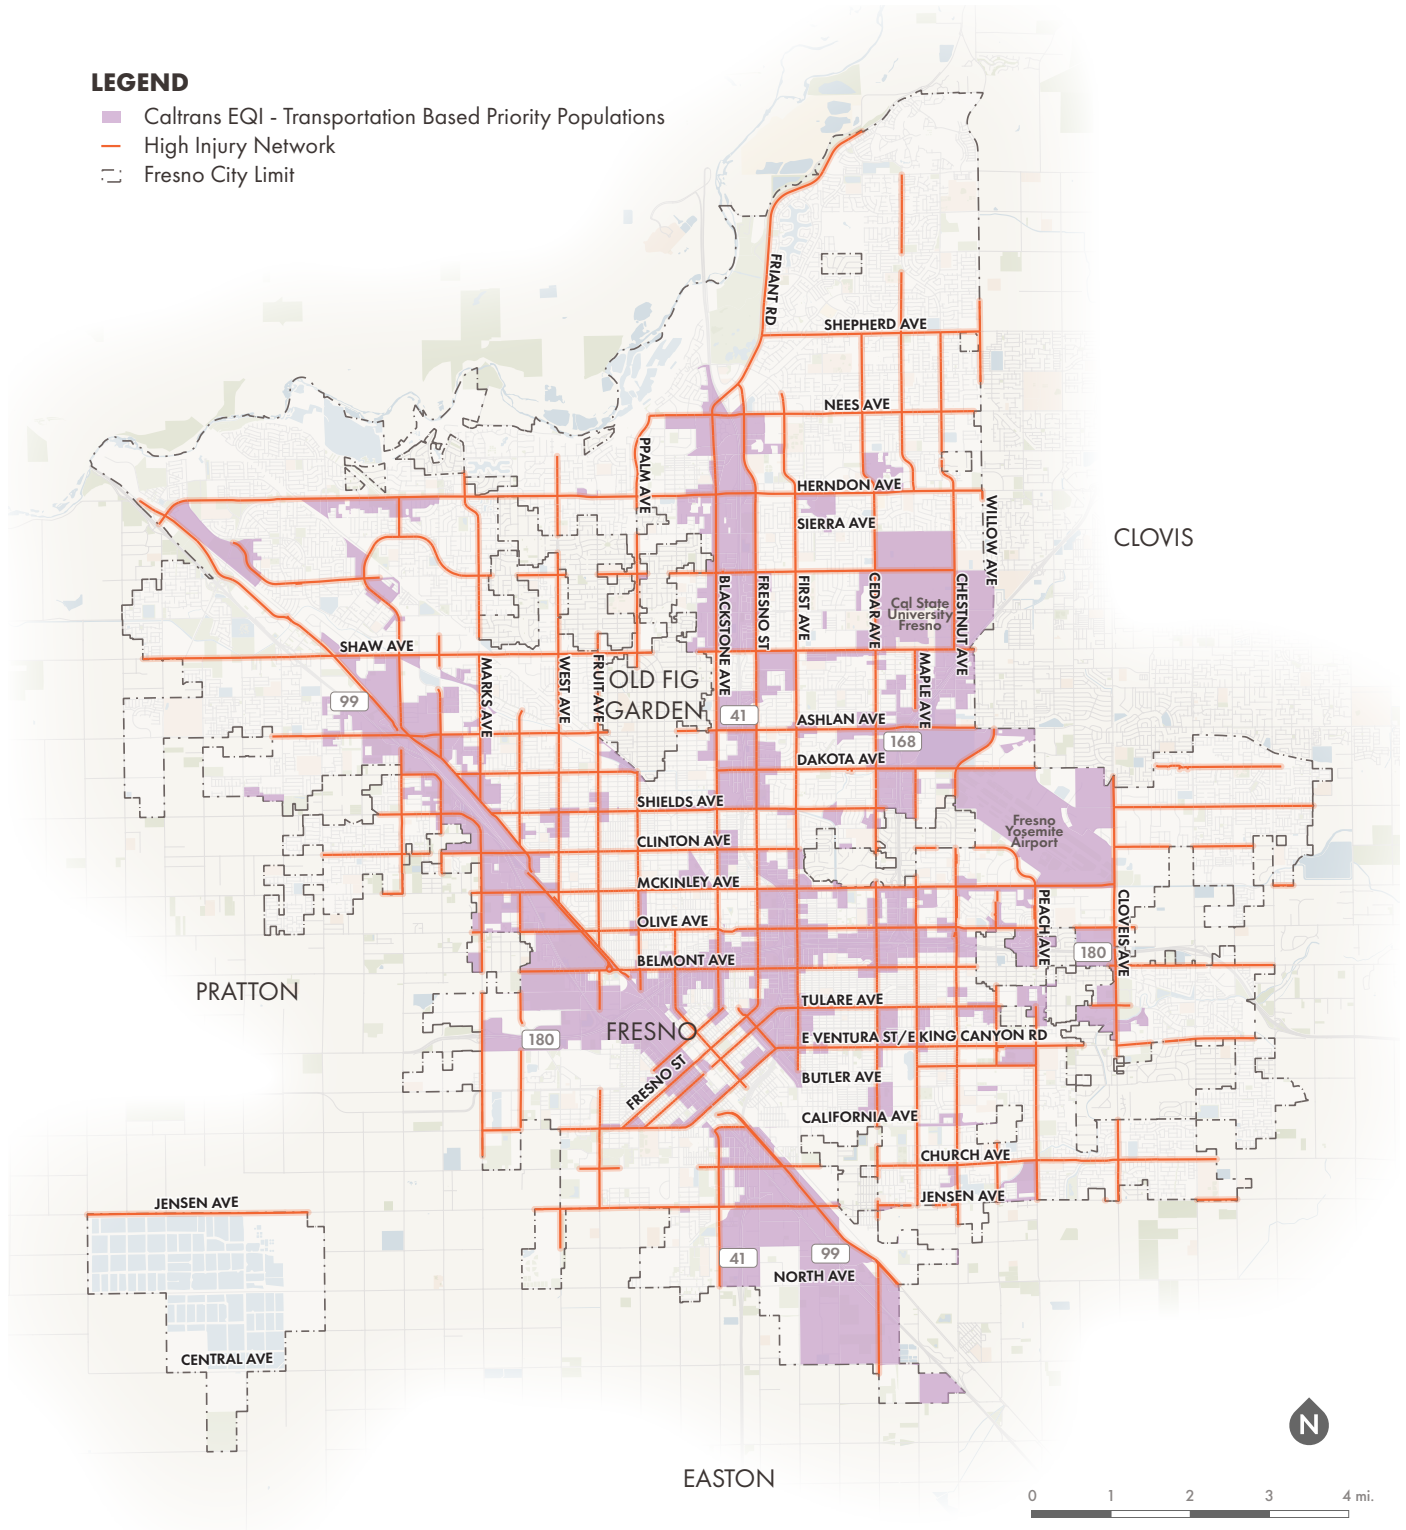 LEGEND
Caltrans EQI - Transportation Based Priority Populations
High Injury Network
Fresno City Limit
FRIANT RD
SHEPHERD AVE
NEES AVE
PPALM AVE
HERNDON AVE
WILLOW AVE
SIERRA AVE
CLOVIS
BLACKSTONE AVE
FRESNO ST
FIRST AVE
CEDAR AVE
CHESTNUT AVE
Cal State
University
Fresno
SHAW AVE
MARKS AVE
WEST AVE
FRUIT AVE
MAPLE AVE
OLD FIG
GARDEN
99
41
ASHLAN AVE
168
DAKOTA AVE
SHIELDS AVE
Fresno
Yosemite
Airport
CLINTON AVE
MCKINLEY AVE
PEACH AVE
CLOVEIS AVE
OLIVE AVE
180
BELMONT AVE
PRATTON
TULARE AVE
FRESNO
180
E VENTURA ST/E KING CANYON RD
FRESNO ST
BUTLER AVE
CALIFORNIA AVE
CHURCH AVE
JENSEN AVE
JENSEN AVE
41
99
NORTH AVE
CENTRAL AVE
N
EASTON
0 1 2 3 4 mi.